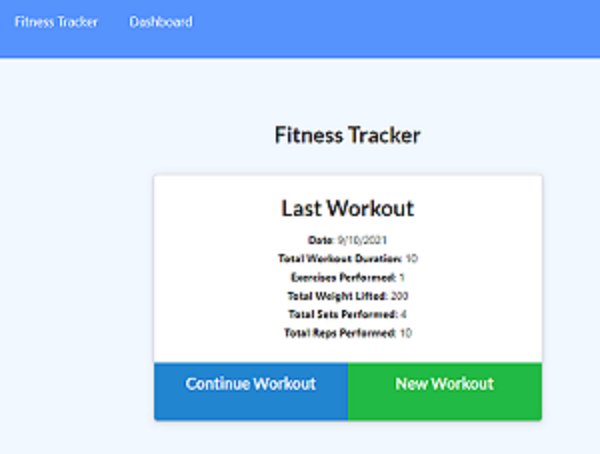 Fitness Tracker Dashboard
Fitness Tracker
Last Workout
Date: 9/10/2021
Total Workout Duration: 10
Exercises Performed: 1
Total Weight Lifted: 200
Total Sets Performed: 4
Total Reps Performed: 10
Continue Workout New Workout